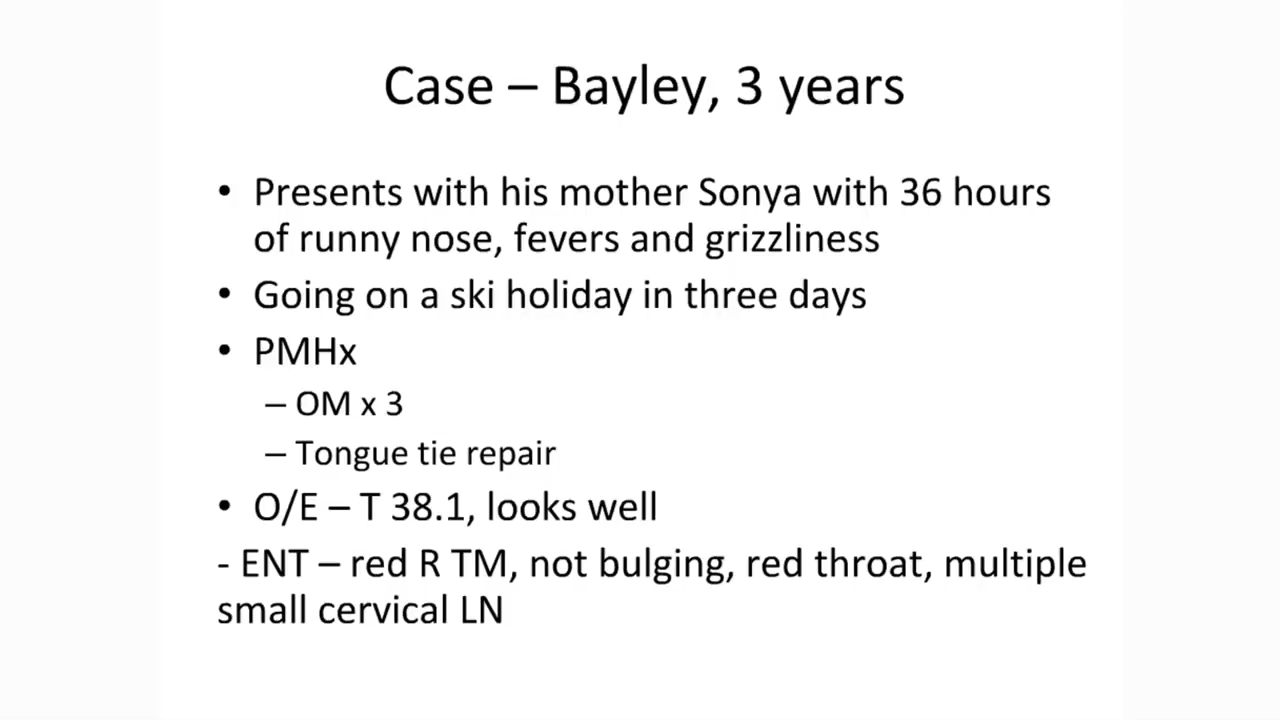 Case – Bayley, 3 years
• Presents with his mother Sonya with 36 hours
of runny nose, fevers and grizzliness
• Going on a ski holiday in three days
• PMHx
– OM x 3
– Tongue tie repair
• O/E – T 38.1, looks well
- ENT – red R TM, not bulging, red throat, multiple
small cervical LN